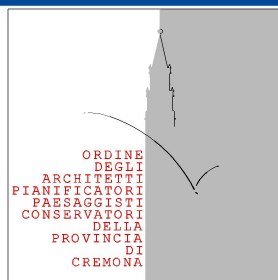 ORDINE
DEGLI
ARCHITETTI
PIANIFICATORI
PAESAGGISTI
CONSERVATORI
DELLA
PROVINCIA
DI
CREMONA